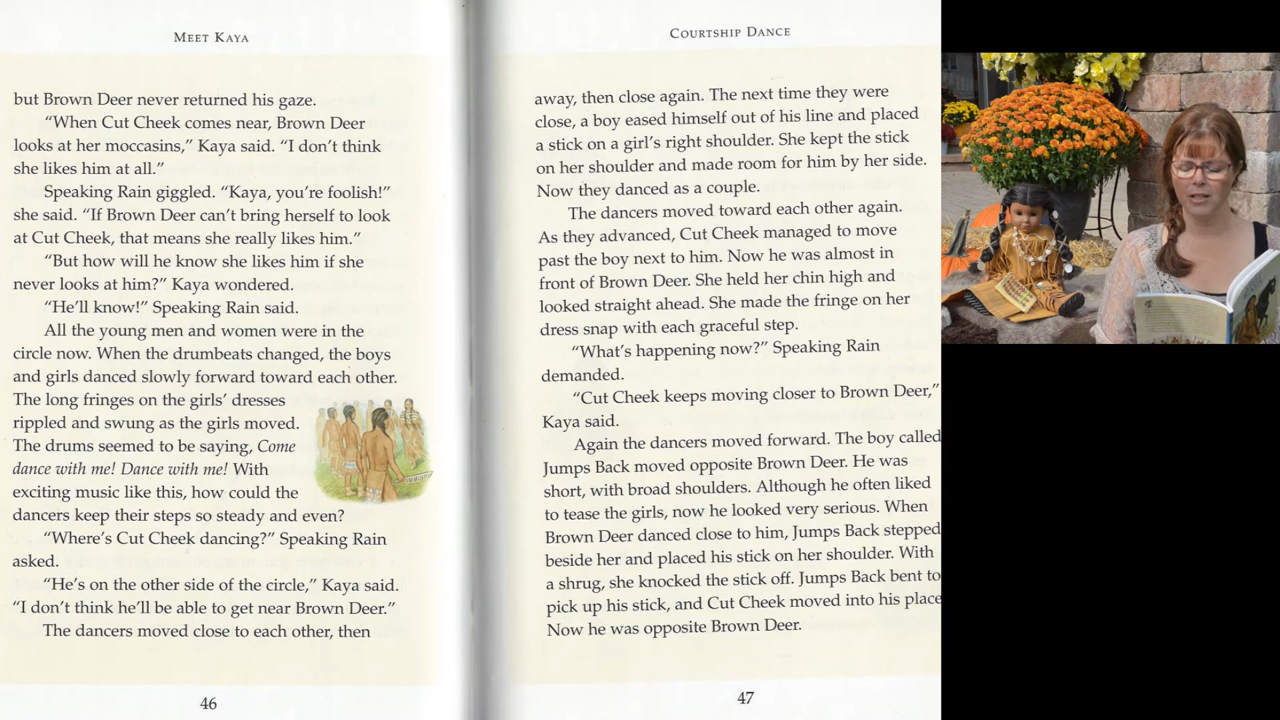 MEET KAYA
but Brown Deer never returned his gaze.
“When Cut Cheek comes near, Brown Deer
looks at her moccasins,” Kaya said. “I don’t think
she likes him at all.”
Speaking Rain giggled. “Kaya, you’re foolish!”
she said. “If Brown Deer can’t bring herself to look
at Cut Cheek, that means she really likes him.”
“But how will he know she likes him if she
never looks at him?” Kaya wondered.
“He’ll know!” Speaking Rain said.
All the young men and women were in the
circle now. When the drumbeats changed, the boys
and girls danced slowly forward toward each other.
The long fringes on the girls’ dresses
rippled and swung as the girls moved.
The drums seemed to be saying, Come
dance with me! Dance with me! With
exciting music like this, how could the
dancers keep their steps so steady and even?
“Where’s Cut Cheek dancing?” Speaking Rain
asked.
“He’s on the other side of the circle,” Kaya said.
“I don’t think he’ll be able to get near Brown Deer.”
The dancers moved close to each other, then
46
COURTSHIP DANCE
away, then close again. The next time they were
close, a boy eased himself out of his line and placed
a stick on a girl’s right shoulder. She kept the stick
on her shoulder and made room for him by her side.
Now they danced as a couple.
The dancers moved toward each other again.
As they advanced, Cut Cheek managed to move
past the boy next to him. Now he was almost in
front of Brown Deer. She held her chin high and
looked straight ahead. She made the fringe on her
dress snap with each graceful step.
“What’s happening now?” Speaking Rain
demanded.
“Cut Cheek keeps moving closer to Brown Deer,”
Kaya said.
Again the dancers moved forward. The boy called
Jumps Back moved opposite Brown Deer. He was
short, with broad shoulders. Although he often liked
to tease the girls, now he looked very serious. When
Brown Deer danced close to him, Jumps Back stepped
beside her and placed his stick on her shoulder. With
a shrug, she knocked the stick off. Jumps Back bent to
pick up his stick, and Cut Cheek moved into his place
Now he was opposite Brown Deer.
47